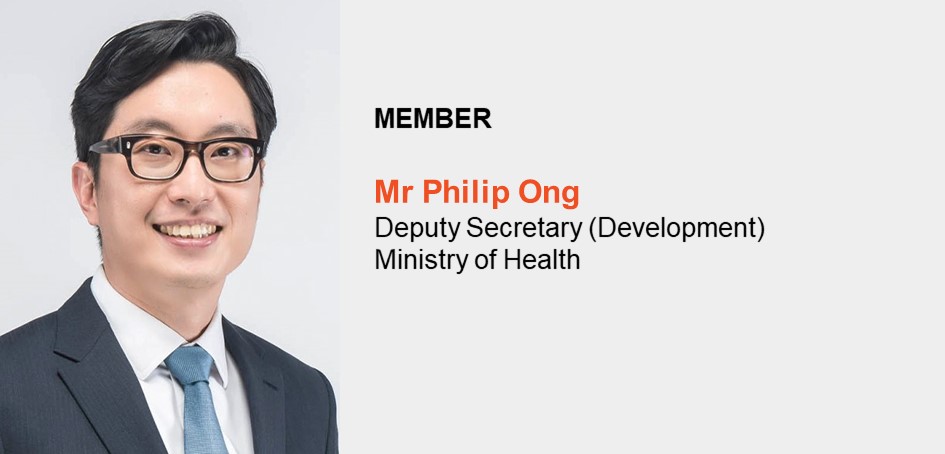 MEMBER
Mr Philip Ong
Deputy Secretary (Development)
Ministry of Health